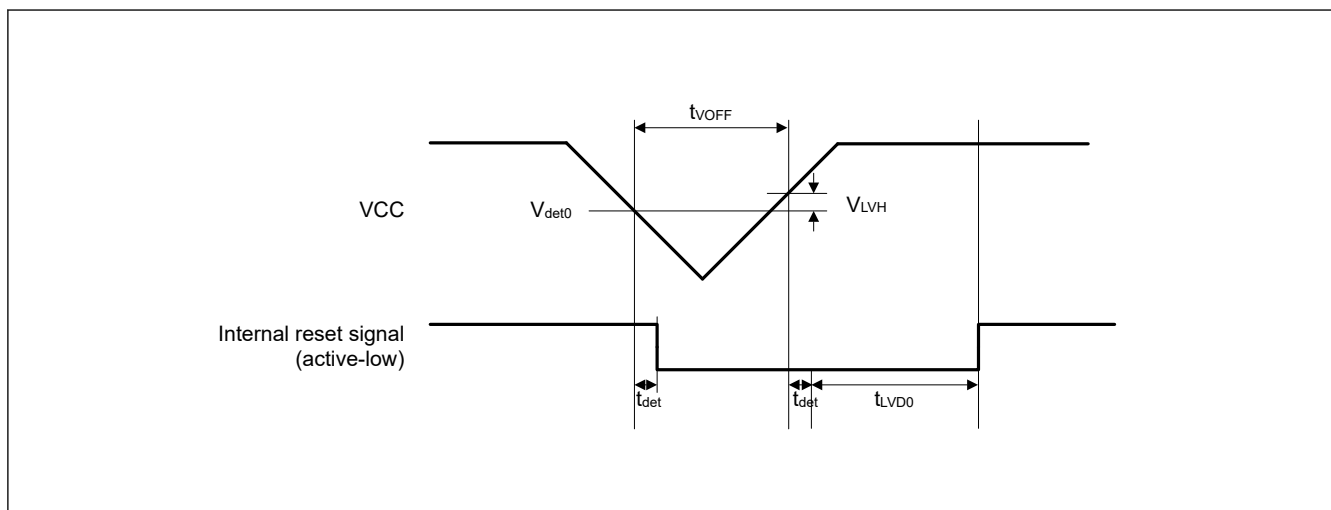 tVOFF
VCC
Vdet0
VLVH
Internal reset signal
(active-low)
tdet
tdet
tLVD0